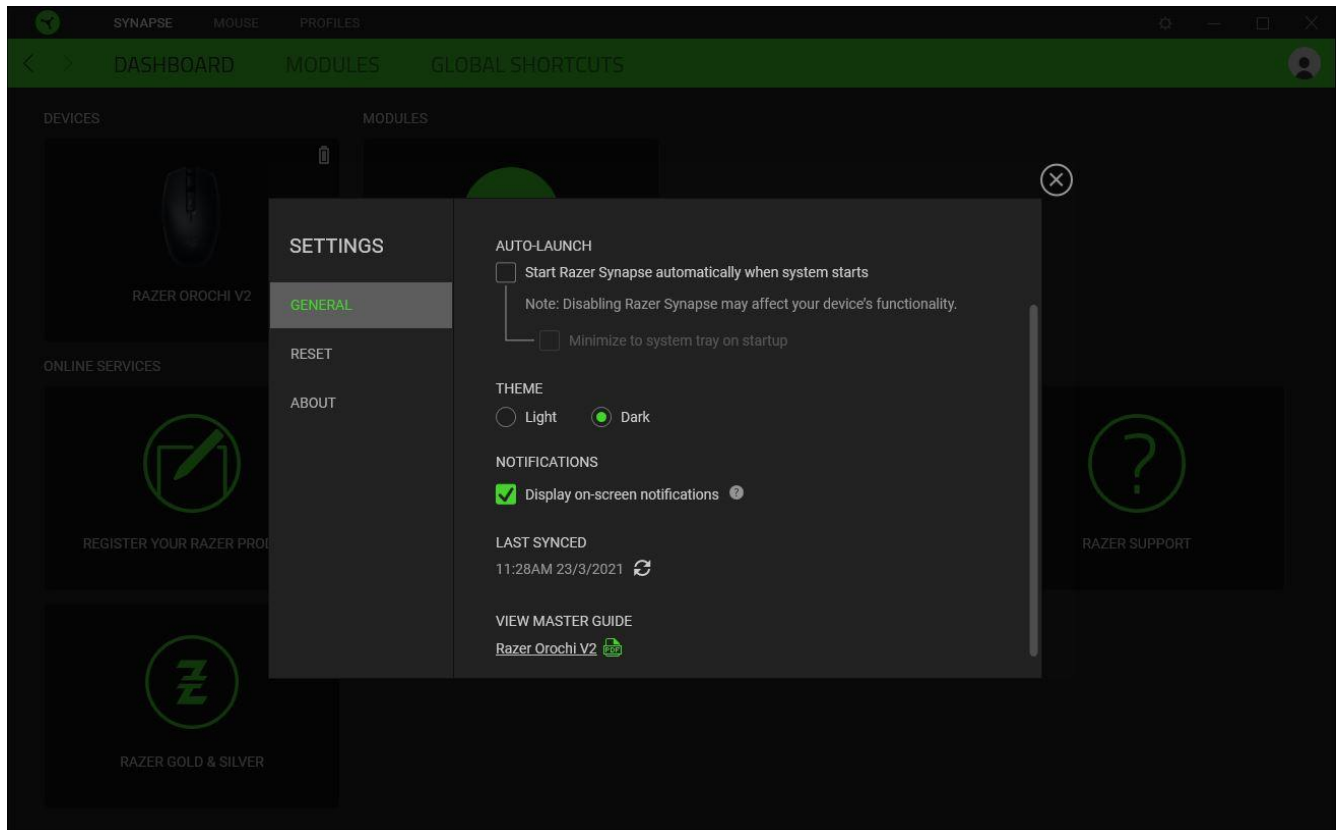 SYNAPSE MOUSE PROFILES
DASHBOARD MODULES GLOBAL SHORTCUTS
DEVICES MODULES
RAZER OROCHI V2
ONLINE SERVICES
REGISTER YOUR RAZER PROD
RAZER SUPPORT
RAZER GOLD & SILVER
SETTINGS
GENERAL
RESET
ABOUT
AUTO-LAUNCH
Start Razer Synapse automatically when system starts
Note: Disabling Razer Synapse may affect your device's functionality.
Minimize to system tray on startup
THEME
Light Dark
NOTIFICATIONS
Display on-screen notifications ?
LAST SYNCED
11:28AM 23/3/2021
VIEW MASTER GUIDE
Razer Orochi V2 PDF